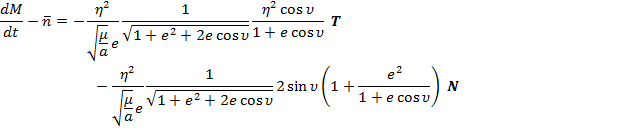 dM/dt − n̄ = − η²/(√(μ/a) e) 1/√(1 + e² + 2e cos υ) (η² cos υ)/(1 + e cos υ) T
− η²/(√(μ/a) e) 1/√(1 + e² + 2e cos υ) 2 sin υ (1 + e²/(1 + e cos υ)) N